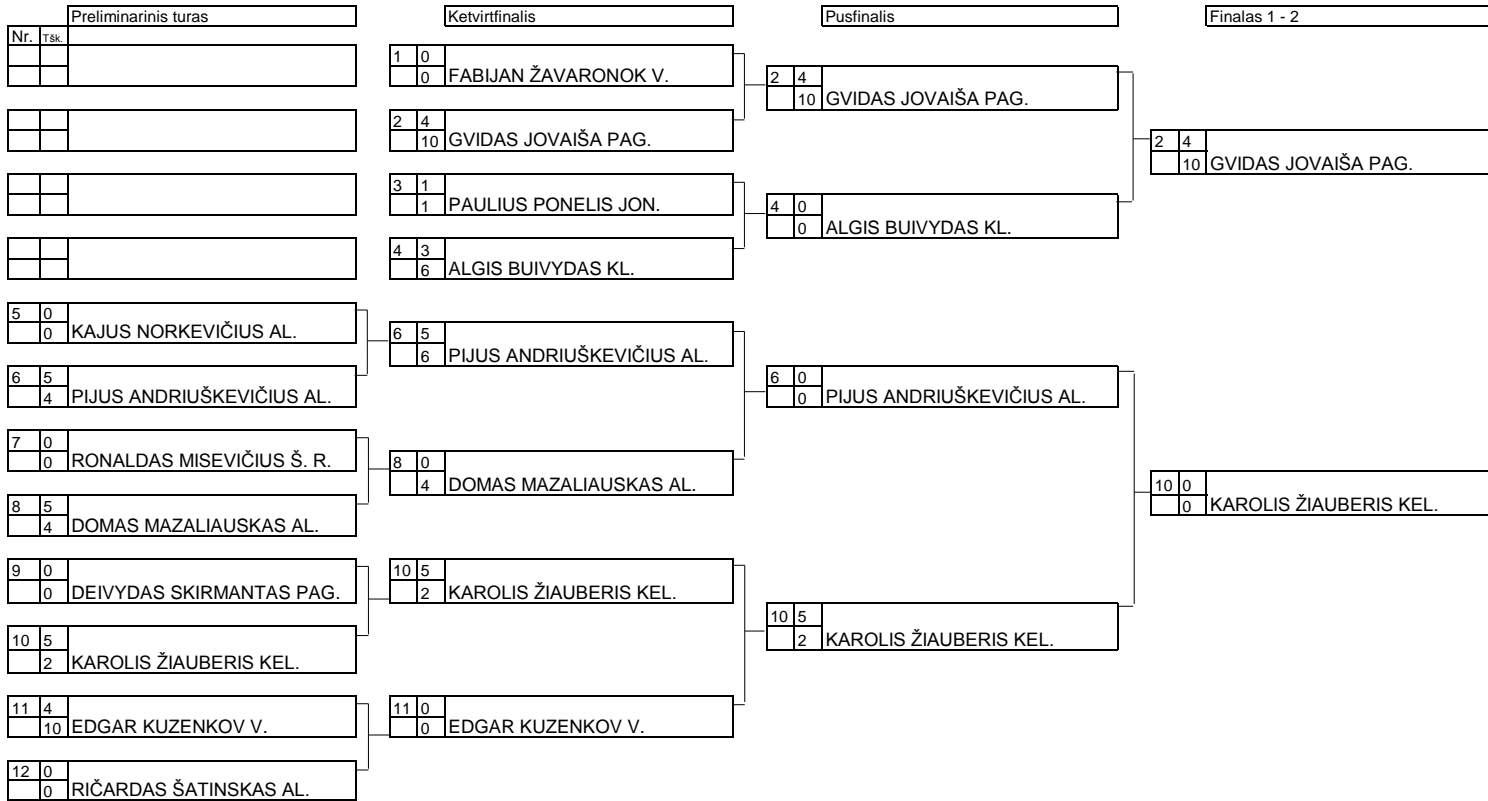 Preliminarinis turas
Nr. Tšk.
5 0
0 KAJUS NORKEVIČIUS AL.
6 5
4 PIJUS ANDRIUŠKEVIČIUS AL.
7 0
0 RONALDAS MISEVIČIUS Š. R.
8 5
4 DOMAS MAZALIAUSKAS AL.
9 0
0 DEIVYDAS SKIRMANTAS PAG.
10 5
2 KAROLIS ŽIAUBERIS KEL.
11 4
10 EDGAR KUZENKOV V.
12 0
0 RIČARDAS ŠATINSKAS AL.
Ketvirtfinalis
1 0
0 FABIJAN ŽAVARONOK V.
2 4
10 GVIDAS JOVAIŠA PAG.
3 1
1 PAULIUS PONELIS JON.
4 3
6 ALGIS BUIVYDAS KL.
6 5
6 PIJUS ANDRIUŠKEVIČIUS AL.
8 0
4 DOMAS MAZALIAUSKAS AL.
10 5
2 KAROLIS ŽIAUBERIS KEL.
11 0
0 EDGAR KUZENKOV V.
Pusfinalis
2 4
10 GVIDAS JOVAIŠA PAG.
4 0
0 ALGIS BUIVYDAS KL.
6 0
0 PIJUS ANDRIUŠKEVIČIUS AL.
10 5
2 KAROLIS ŽIAUBERIS KEL.
Finalas 1 - 2
2 4
10 GVIDAS JOVAIŠA PAG.
10 0
0 KAROLIS ŽIAUBERIS KEL.